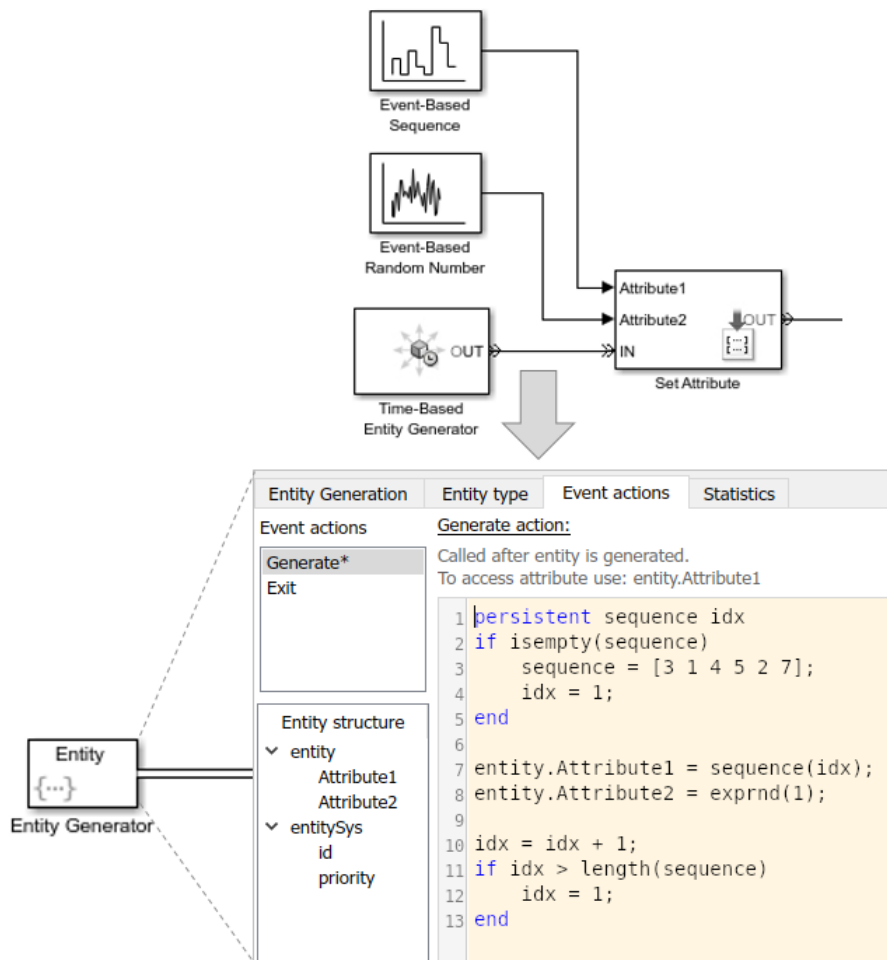 Event-Based
Sequence
Event-Based
Random Number
Attribute1
Attribute2
OUT
IN
Set Attribute
OUT
Time-Based
Entity Generator
Entity Generation
Entity type
Event actions
Statistics
Event actions
Generate*
Exit
Generate action:
Called after entity is generated.
To access attribute use: entity.Attribute1
Entity structure
entity
Attribute1
Attribute2
entitySys
id
priority
1 persistent sequence idx
2 if isempty(sequence)
3 sequence = [3 1 4 5 2 7];
4 idx = 1;
5 end
6
7 entity.Attribute1 = sequence(idx);
8 entity.Attribute2 = exprnd(1);
9
10 idx = idx + 1;
11 if idx > length(sequence)
12 idx = 1;
13 end
Entity
{...}
Entity Generator